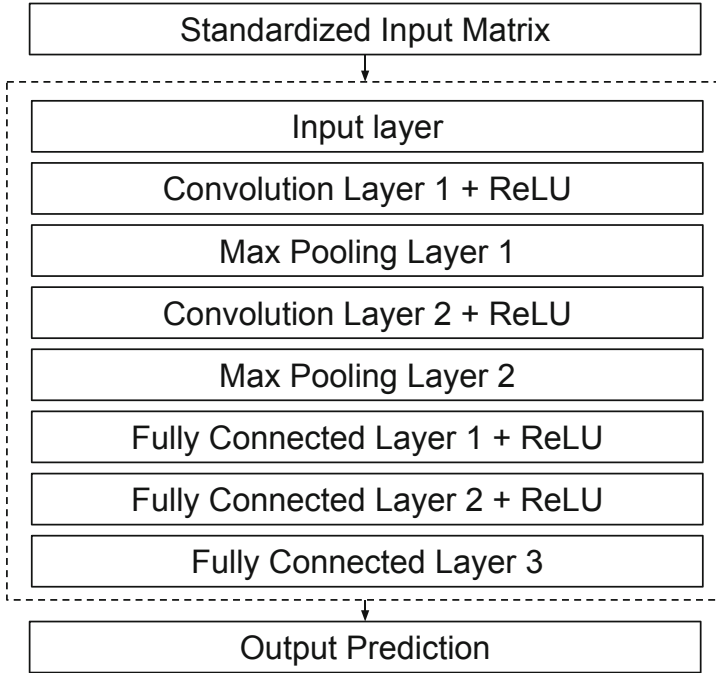 Standardized Input Matrix
Input layer
Convolution Layer 1 + ReLU
Max Pooling Layer 1
Convolution Layer 2 + ReLU
Max Pooling Layer 2
Fully Connected Layer 1 + ReLU
Fully Connected Layer 2 + ReLU
Fully Connected Layer 3
Output Prediction